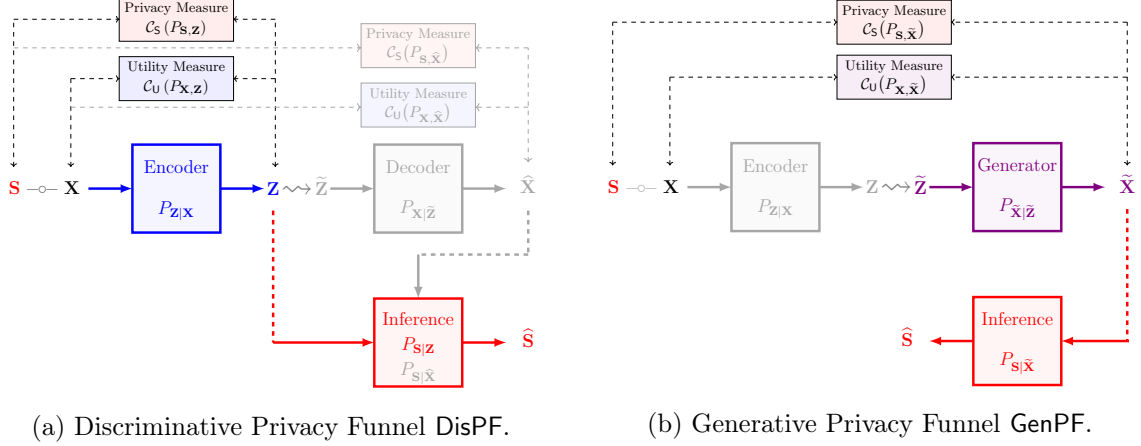 Privacy Measure
C_S (P_{S,Z})
Utility Measure
C_U (P_{X,Z})
Privacy Measure
C_S(P_{S,X̂})
Utility Measure
C_U(P_{X,X̂})
S X
Encoder
P_{Z|X}
Z Z̃
Decoder
P_{X|Z̃}
X̂
Inference
P_{S|Z}
P_{S|X̂}
Ŝ
(a) Discriminative Privacy Funnel DisPF.
Privacy Measure
C_S(P_{S,X̃})
Utility Measure
C_U(P_{X,X̃})
S X
Encoder
P_{Z|X}
Z Z̃
Generator
P_{X̃|Z̃}
X̃
Ŝ
Inference
P_{S|X̃}
(b) Generative Privacy Funnel GenPF.